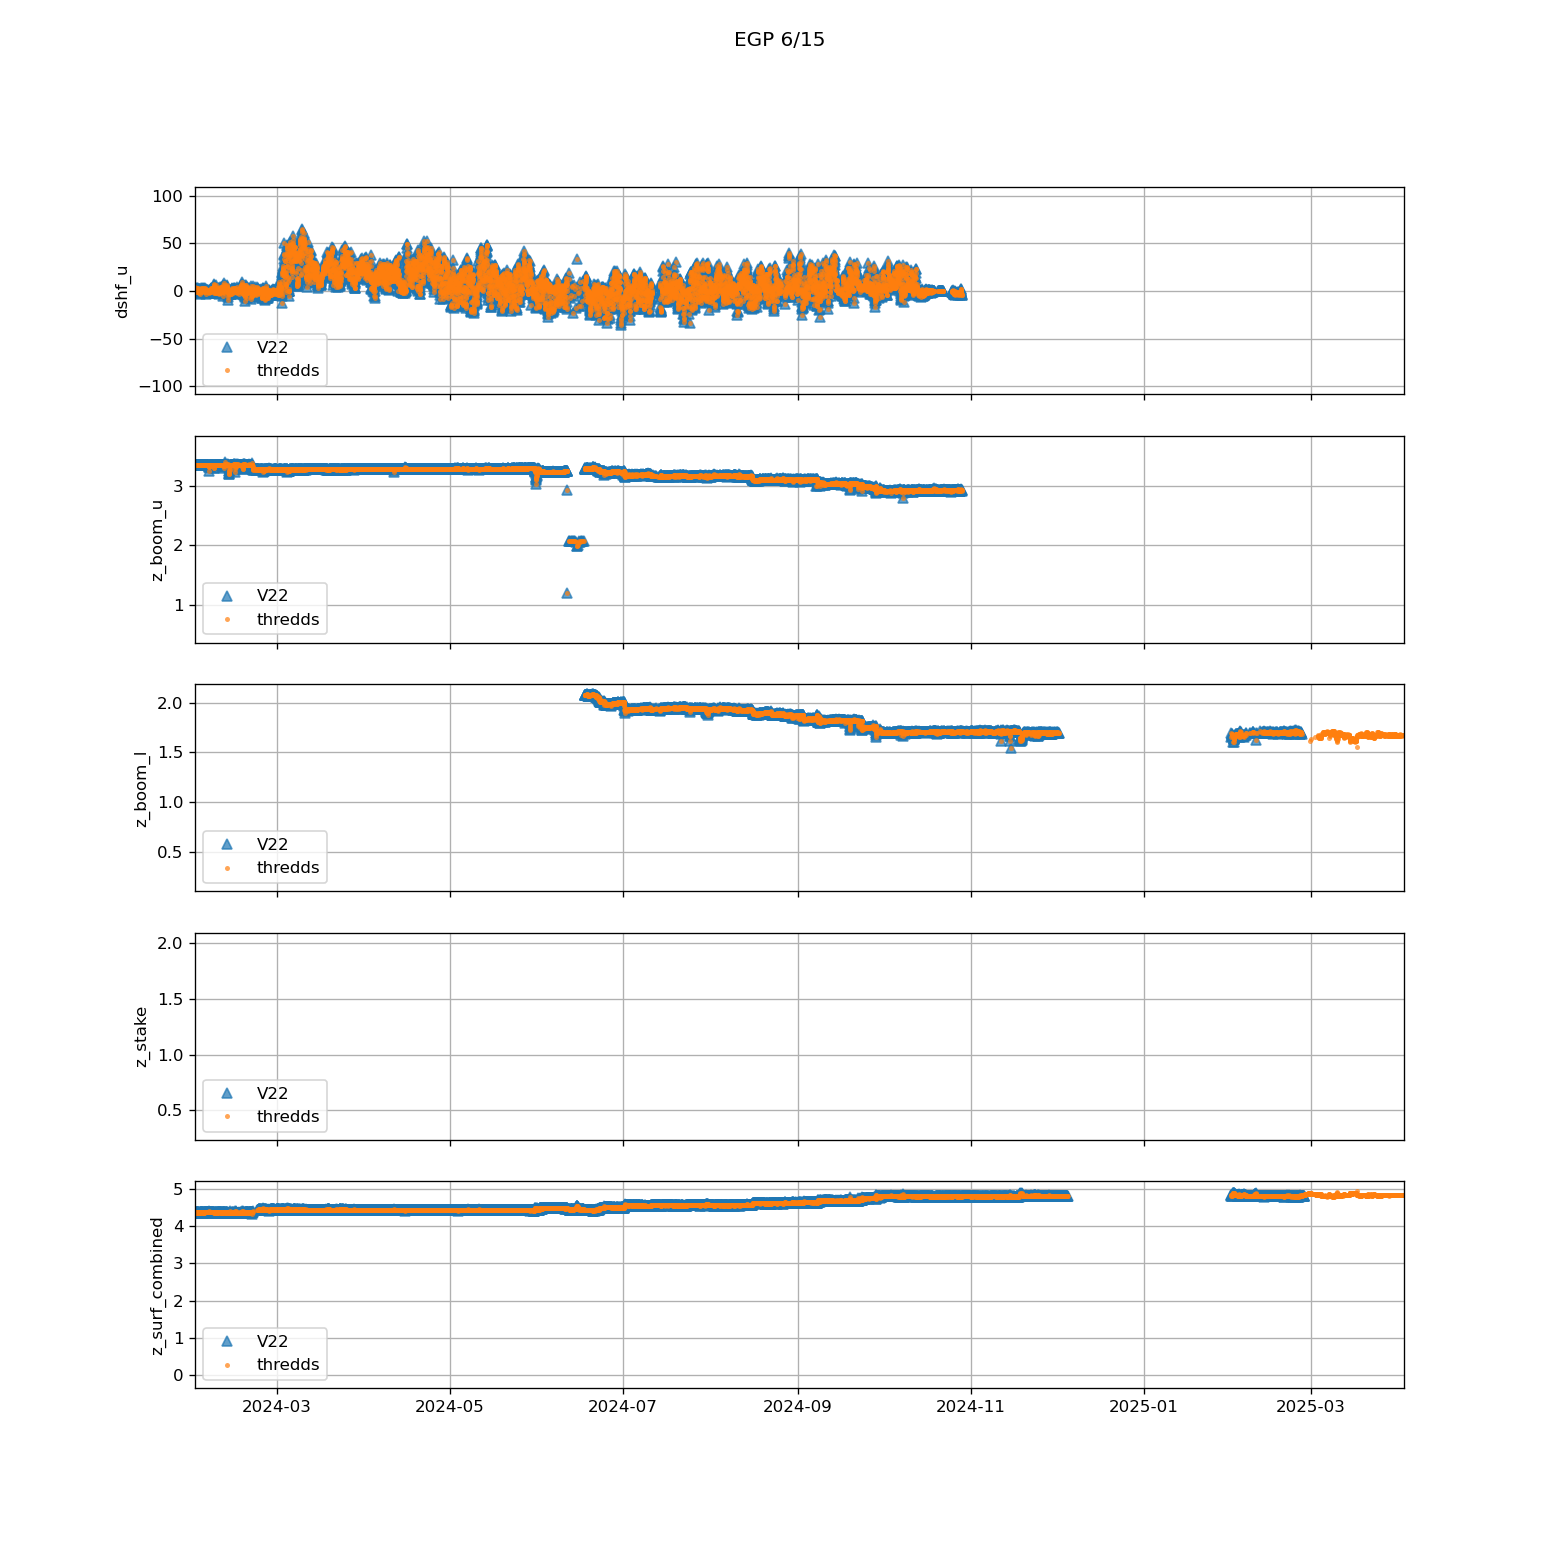 EGP 6/15
100
50
0
−50
−100
dshf_u
V22
thredds
3
2
1
z_boom_u
V22
thredds
2.0
1.5
1.0
0.5
z_boom_l
V22
thredds
2.0
1.5
1.0
0.5
z_stake
V22
thredds
5
4
3
2
1
0
z_surf_combined
V22
thredds
2024-03 2024-05 2024-07 2024-09 2024-11 2025-01 2025-03